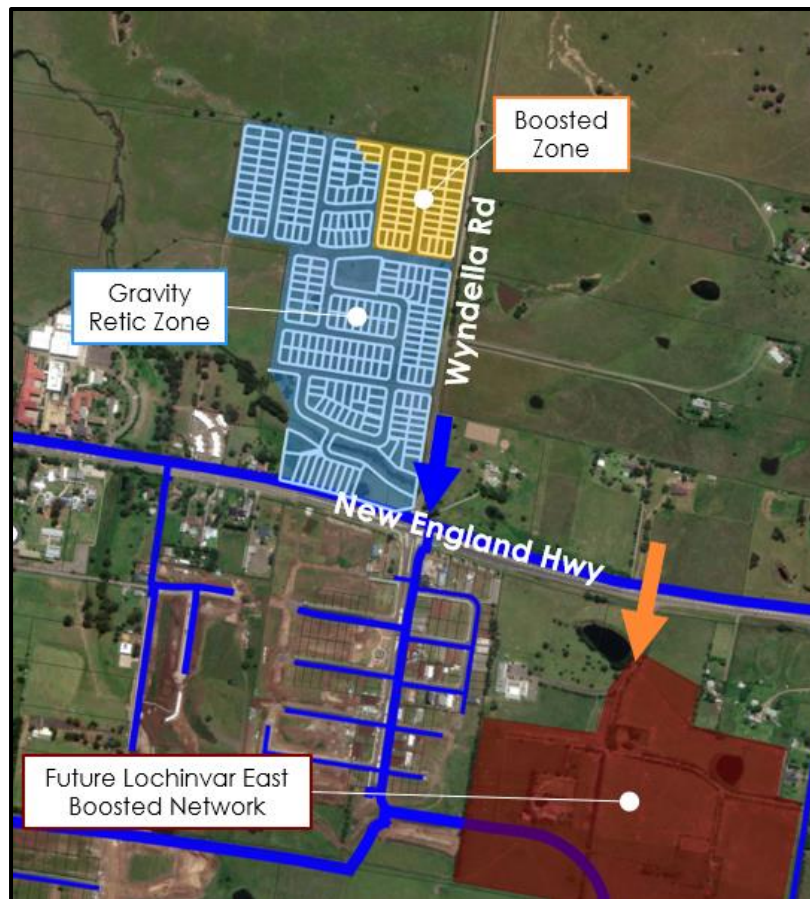 Boosted
Zone
Wyndella Rd
Gravity
Retic Zone
New England Hwy
Future Lochinvar East
Boosted Network